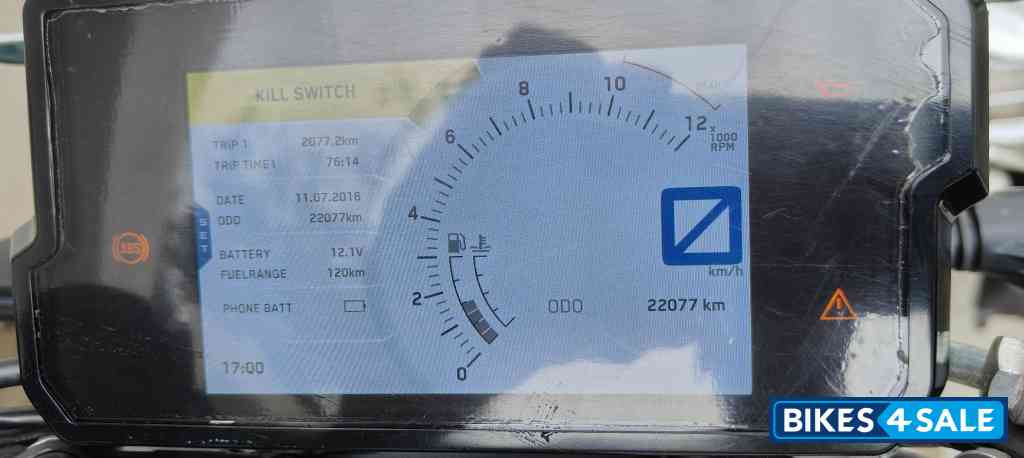 KILL SWITCH
TRIP 1 2077.2km
TRIP TIME1 76:14
DATE 11.07.2016
ODO 22077km
BATTERY 12.1V
FUELRANGE 120km
PHONE BATT
17:00
SET
0
2
4
6
8
10
12
x 1000 RPM
km/h
ODO 22077 km
ABS
BIKES4SALE